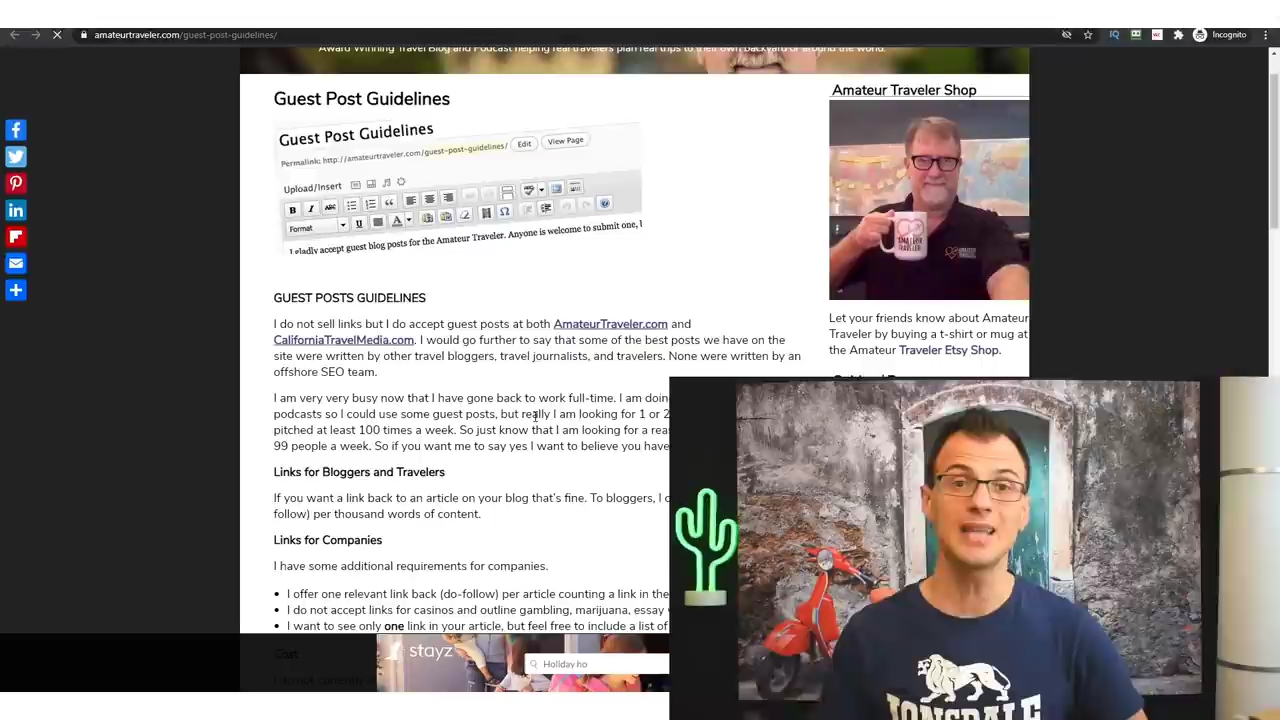 amateurtraveler.com/guest-post-guidelines/
Incognito
Award Winning Travel Blog and Podcast helping real travelers plan real trips to their own backyard or around the world.
Guest Post Guidelines
Guest Post Guidelines
Permalink: http://amateurtraveler.com/guest-post-guidelines/ Edit View Page
Upload/Insert
B I ABC
Format U A
I gladly accept guest blog posts for the Amateur Traveler. Anyone is welcome to submit one,
GUEST POSTS GUIDELINES
I do not sell links but I do accept guest posts at both AmateurTraveler.com and
CaliforniaTravelMedia.com. I would go further to say that some of the best posts we have on the
site were written by other travel bloggers, travel journalists, and travelers. None were written by an
offshore SEO team.
I am very very busy now that I have gone back to work full-time. I am doin
podcasts so I could use some guest posts, but really I am looking for 1 or 2
pitched at least 100 times a week. So just know that I am looking for a rea
99 people a week. So if you want me to say yes I want to believe you have
Links for Bloggers and Travelers
If you want a link back to an article on your blog that's fine. To bloggers, I
follow) per thousand words of content.
Links for Companies
I have some additional requirements for companies.
• I offer one relevant link back (do-follow) per article counting a link in the
• I do not accept links for casinos and outline gambling, marijuana, essay
• I want to see only one link in your article, but feel free to include a list of
Cost
I do not currently
stayz
Holiday ho
Amateur Traveler Shop
AMATEUR
TRAVELER
AMATEUR
TRAVELER
Let your friends know about Amateur
Traveler by buying a t-shirt or mug at
the Amateur Traveler Etsy Shop.
LONSDALE